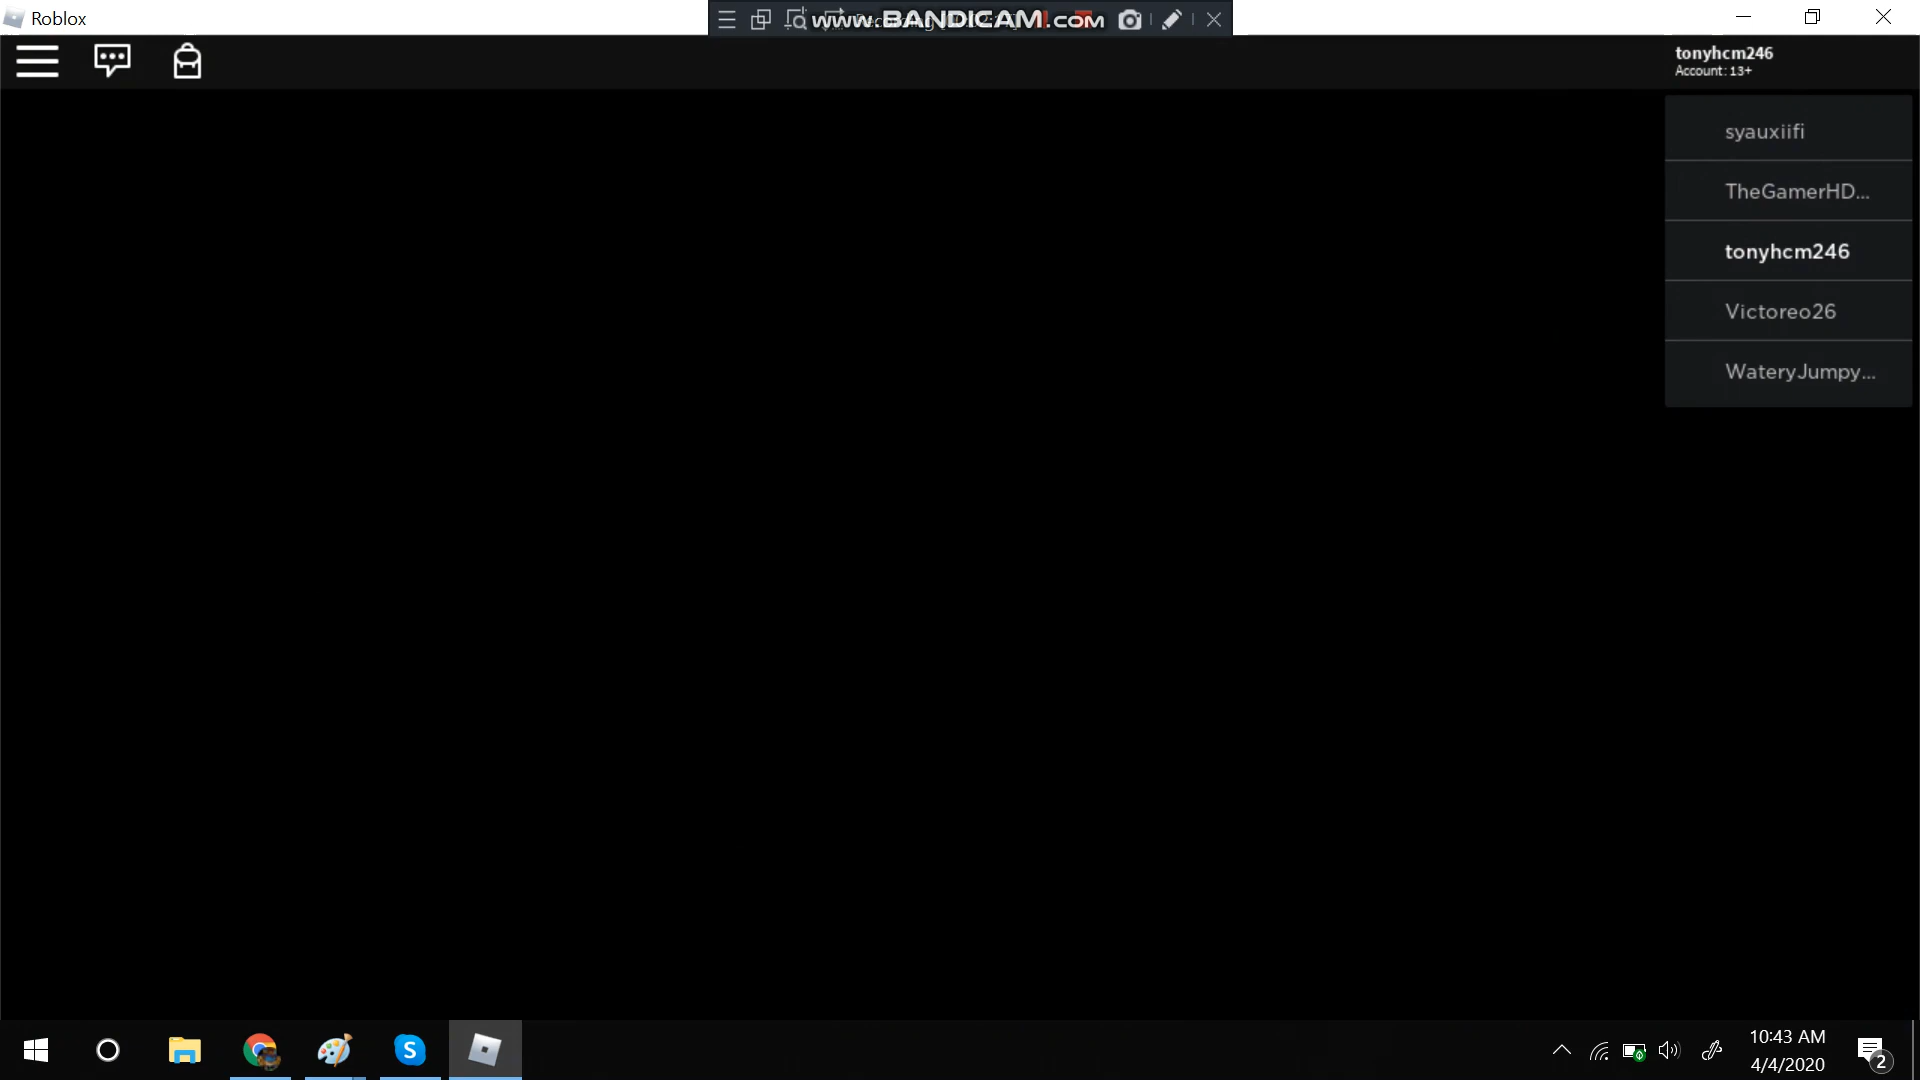 Roblox
www.BANDICAM.com
tonyhcm246
Account: 13+
syauxiifi
TheGamerHD...
tonyhcm246
Victoreo26
WateryJumpy...
S
10:43 AM
4/4/2020
2